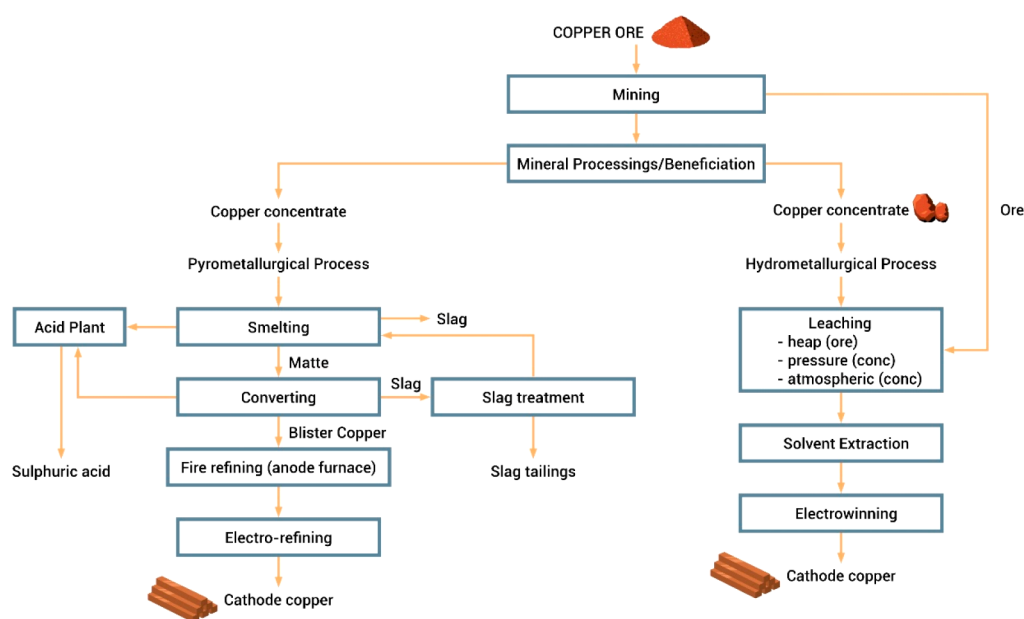 COPPER ORE
Mining
Mineral Processings/Beneficiation
Copper concentrate
Copper concentrate
Ore
Pyrometallurgical Process
Hydrometallurgical Process
Acid Plant
Smelting
Slag
Leaching
- heap (ore)
- pressure (conc)
- atmospheric (conc)
Matte
Slag
Converting
Slag treatment
Blister Copper
Solvent Extraction
Sulphuric acid
Fire refining (anode furnace)
Slag tailings
Electrowinning
Electro-refining
Cathode copper
Cathode copper